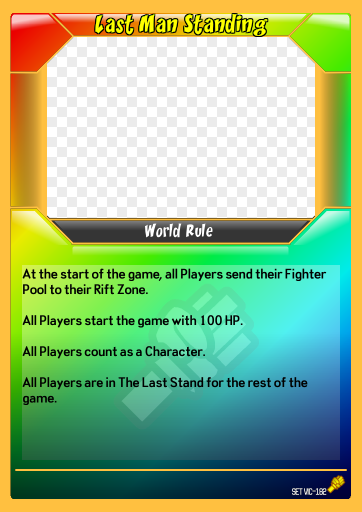 Last Man Standing
World Rule
At the start of the game, all Players send their Fighter
Pool to their Rift Zone.
All Players start the game with 100 HP.
All Players count as a Character.
All Players are in The Last Stand for the rest of the
game.
SET VIC-182